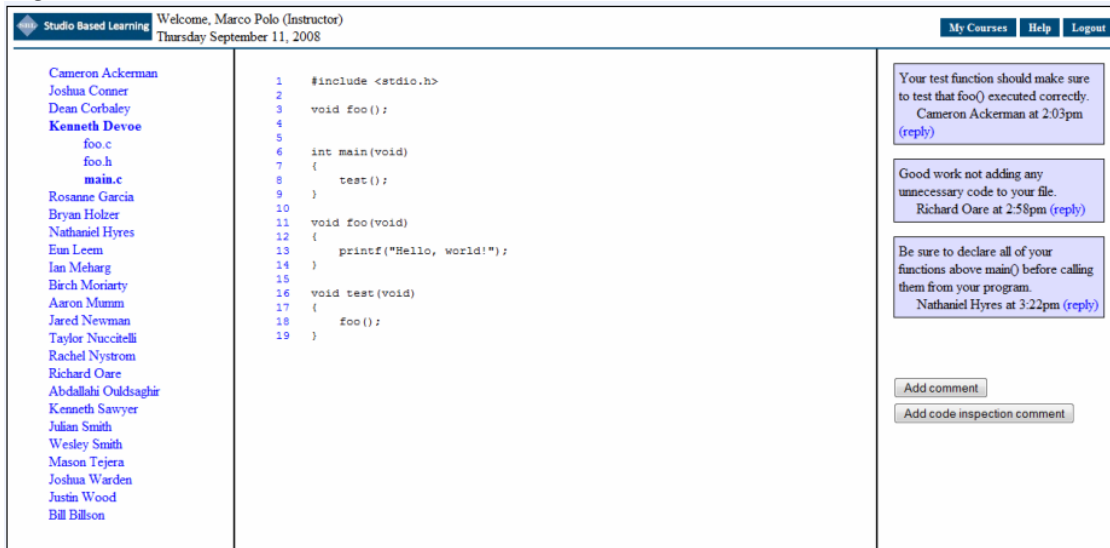 Studio Based Learning
Welcome, Marco Polo (Instructor)
Thursday September 11, 2008
My Courses Help Logout
Cameron Ackerman
Joshua Conner
Dean Corbaley
Kenneth Devoe
foo.c
foo.h
main.c
Rosanne Garcia
Bryan Holzer
Nathaniel Hyres
Eun Leem
Ian Meharg
Birch Moriarty
Aaron Mumm
Jared Newman
Taylor Nuccitelli
Rachel Nystrom
Richard Oare
Abdallahi Ouldsaghir
Kenneth Sawyer
Julian Smith
Wesley Smith
Mason Tejera
Joshua Warden
Justin Wood
Bill Billson
1 #include <stdio.h>
2
3 void foo();
4
5
6 int main(void)
7 {
8 test();
9 }
10
11 void foo(void)
12 {
13 printf("Hello, world!");
14 }
15
16 void test(void)
17 {
18 foo();
19 }
Your test function should make sure
to test that foo() executed correctly.
Cameron Ackerman at 2:03pm
(reply)
Good work not adding any
unnecessary code to your file.
Richard Oare at 2:58pm (reply)
Be sure to declare all of your
functions above main() before calling
them from your program.
Nathaniel Hyres at 3:22pm (reply)
Add comment
Add code inspection comment